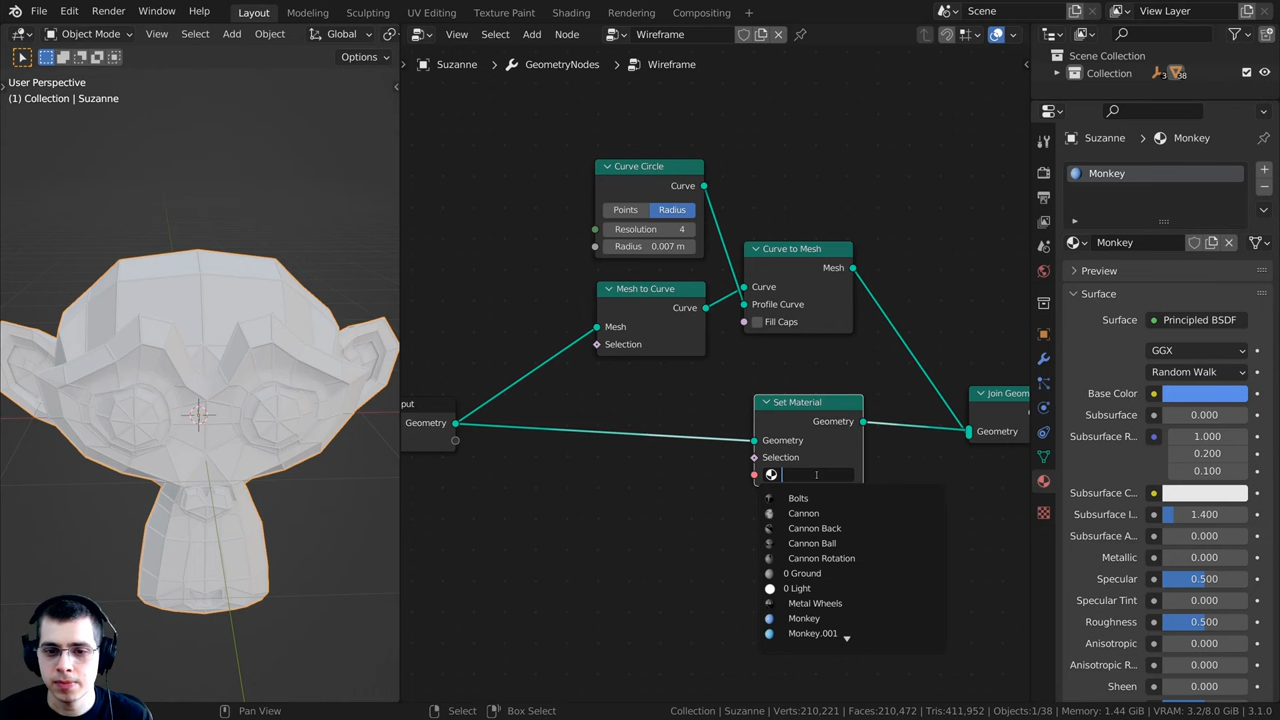 File Edit Render Window Help Layout Modeling Sculpting UV Editing Texture Paint Shading Rendering Compositing + Scene View Layer
Object Mode View Select Add Object Global View Select Add Node Wireframe
Options Suzanne > GeometryNodes > Wireframe
User Perspective
(1) Collection | Suzanne
Scene Collection
Collection 3 38
Curve Circle
Curve
Points Radius
Resolution 4
Radius 0.007 m
Mesh to Curve
Curve
Mesh
Selection
Curve to Mesh
Mesh
Curve
Profile Curve
Fill Caps
put
Geometry
Set Material
Geometry
Geometry
Selection
Bolts
Cannon
Cannon Back
Cannon Ball
Cannon Rotation
0 Ground
0 Light
Metal Wheels
Monkey
Monkey.001
Join Geom
Geometry
Suzanne > Monkey
Monkey
Monkey
Preview
Surface
Surface Principled BSDF
GGX
Random Walk
Base Color
Subsurface 0.000
Subsurface R... 1.000
0.200
0.100
Subsurface C...
Subsurface I... 1.400
Subsurface A... 0.000
Metallic 0.000
Specular 0.500
Specular Tint 0.000
Roughness 0.500
Anisotropic 0.000
Anisotropic R... 0.000
Sheen 0.000
Pan View Select Box Select Collection | Suzanne | Verts:210,221 | Faces:210,472 | Tris:411,952 | Objects:1/38 | Memory: 1.44 GiB | VRAM: 3.2/8.0 GiB | 3.1.0